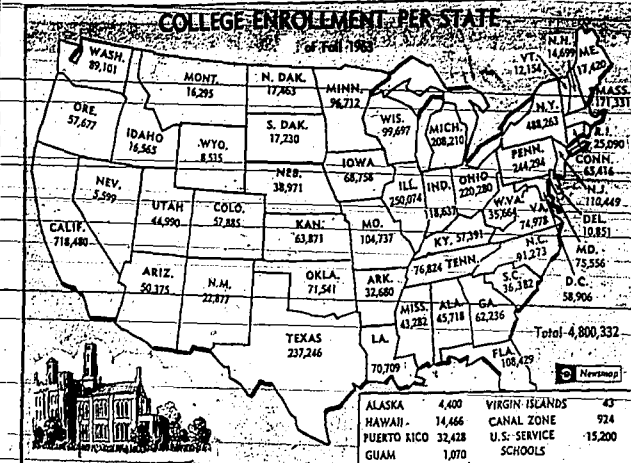 COLLEGE ENROLLMENT PER STATE
of Fall 1963
WASH.
89,101
ORE.
57,677
CALIF.
718,480
NEV.
5,599
IDAHO
16,565
MONT.
16,295
WYO.
8,515
UTAH
44,990
COLO.
57,885
ARIZ.
50,375
N.M.
22,877
N. DAK.
17,463
S. DAK.
17,230
NEB.
38,971
KAN.
63,871
OKLA.
71,541
TEXAS
237,246
MINN.
96,712
IOWA
68,758
MO.
104,737
ARK.
32,680
LA.
70,709
WIS.
99,697
ILL.
250,074
MICH.
208,210
IND.
118,637
OHIO
220,280
KY. 57,391
76,824 TENN.
MISS.
43,282
ALA.
45,718
GA.
62,236
FLA.
108,429
S.C.
36,382
N.C.
91,273
VA.
74,978
W.VA.
35,664
PENN.
244,294
N.Y.
488,263
VT.
12,154
N.H.
14,699
ME.
17,420
MASS.
171,331
R.I.
25,090
CONN.
65,416
N.J.
110,449
DEL.
10,851
MD.
75,556
D.C.
58,906
Total 4,800,332
Newsmap
ALASKA 4,400 VIRGIN ISLANDS 43
HAWAII 14,466 CANAL ZONE 924
PUERTO RICO 32,428 U.S. SERVICE 15,200
GUAM 1,070 SCHOOLS